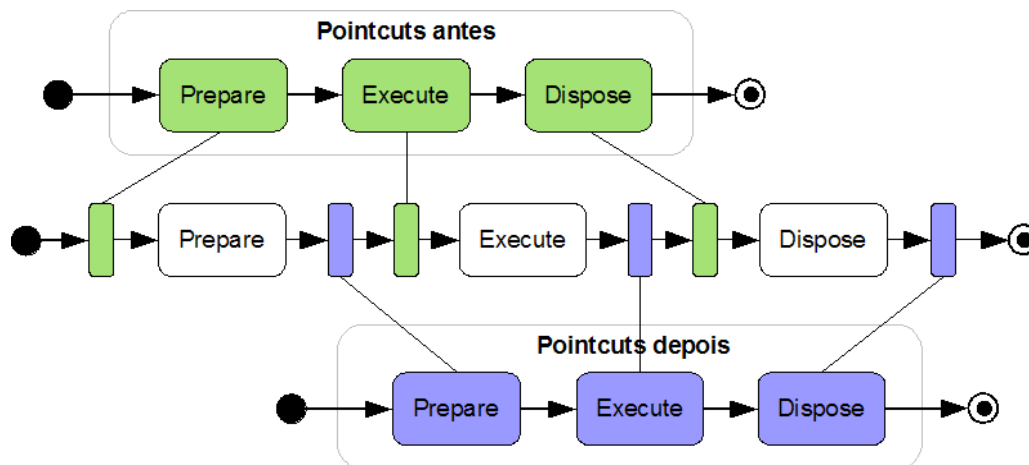 Pointcuts antes
Prepare
Execute
Dispose
Prepare
Execute
Dispose
Pointcuts depois
Prepare
Execute
Dispose